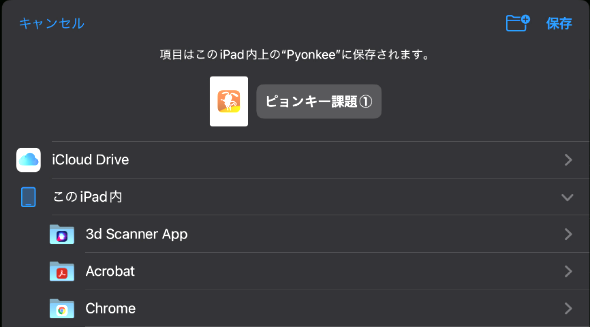 キャンセル 保存
項目はこのiPad内上の“Pyonkee”に保存されます。
ピョンキー課題①
iCloud Drive
このiPad内
3d Scanner App
Acrobat
Chrome